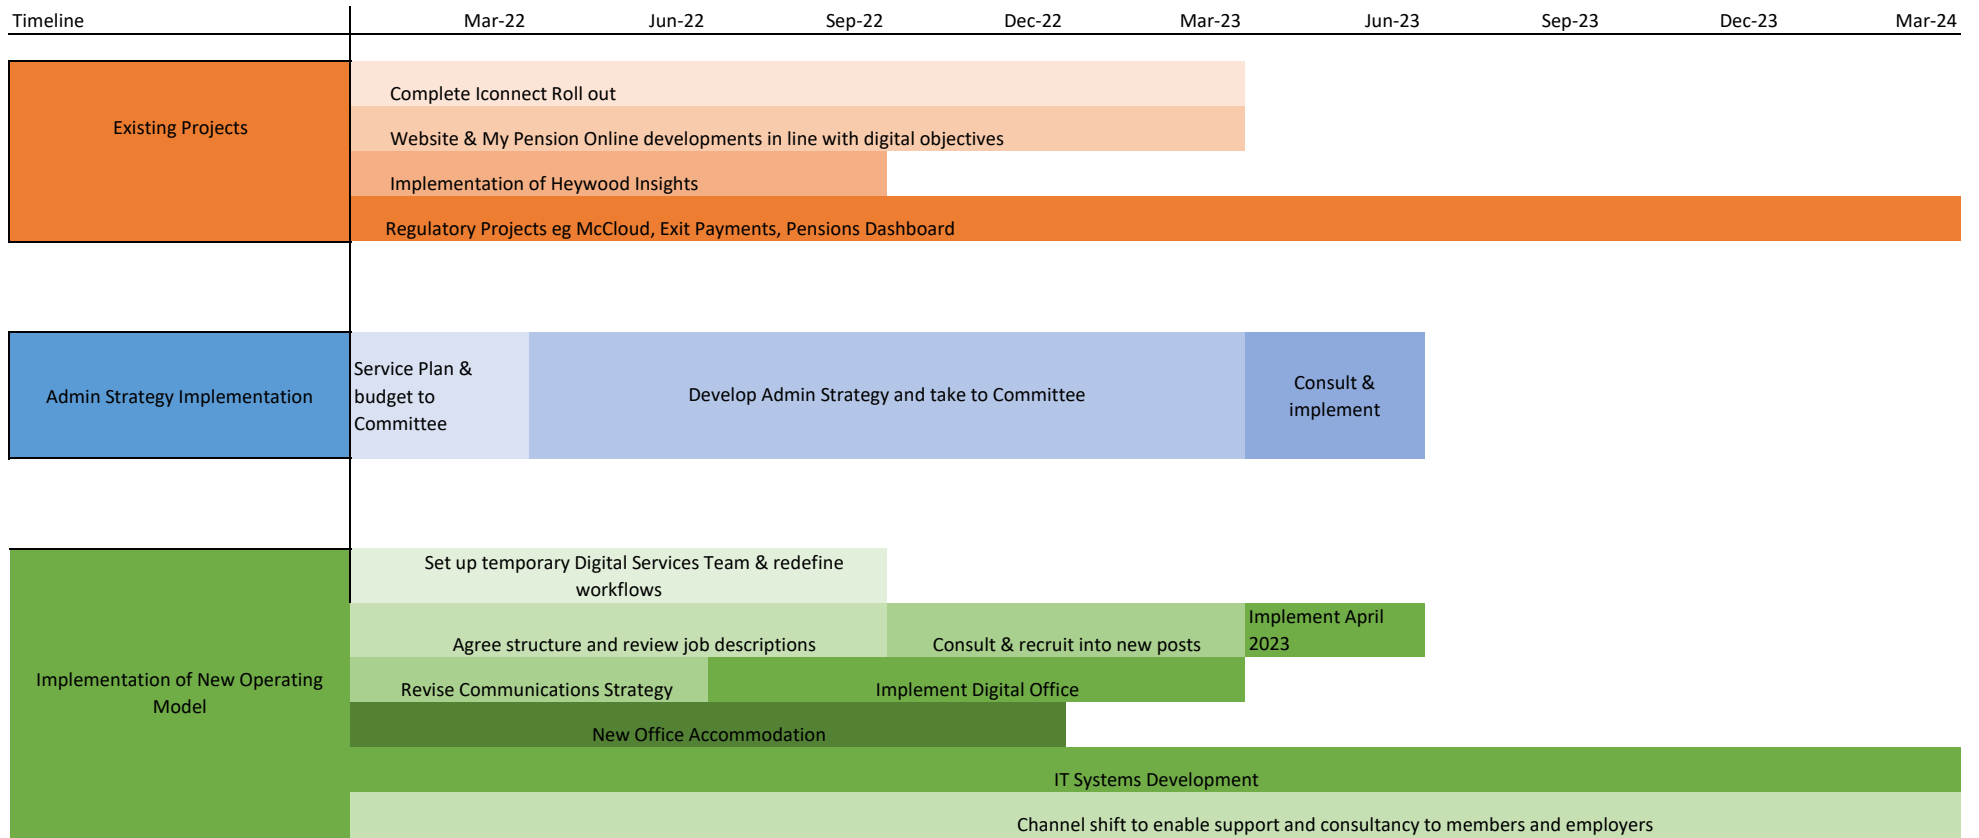 Timeline Mar-22 Jun-22 Sep-22 Dec-22 Mar-23 Jun-23 Sep-23 Dec-23 Mar-24
Existing Projects
Complete Iconnect Roll out
Website & My Pension Online developments in line with digital objectives
Implementation of Heywood Insights
Regulatory Projects eg McCloud, Exit Payments, Pensions Dashboard
Admin Strategy Implementation
Service Plan &
budget to
Committee
Develop Admin Strategy and take to Committee
Consult &
implement
Implementation of New Operating
Model
Set up temporary Digital Services Team & redefine
workflows
Agree structure and review job descriptions
Consult & recruit into new posts
Implement April
2023
Revise Communications Strategy
Implement Digital Office
New Office Accommodation
IT Systems Development
Channel shift to enable support and consultancy to members and employers